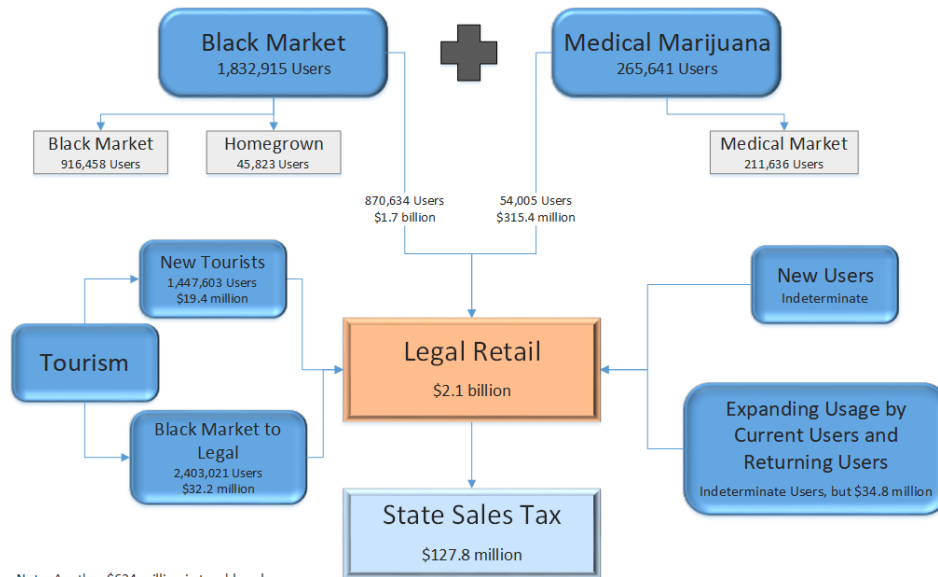 Black Market
1,832,915 Users
Medical Marijuana
265,641 Users
Black Market
916,458 Users
Homegrown
45,823 Users
Medical Market
211,636 Users
870,634 Users
$1.7 billion
54,005 Users
$315.4 million
New Tourists
1,447,603 Users
$19.4 million
Tourism
Black Market to
Legal
2,403,021 Users
$32.2 million
Legal Retail
$2.1 billion
New Users
Indeterminate
Expanding Usage by
Current Users and
Returning Users
Indeterminate Users, but $34.8 million
State Sales Tax
$127.8 million